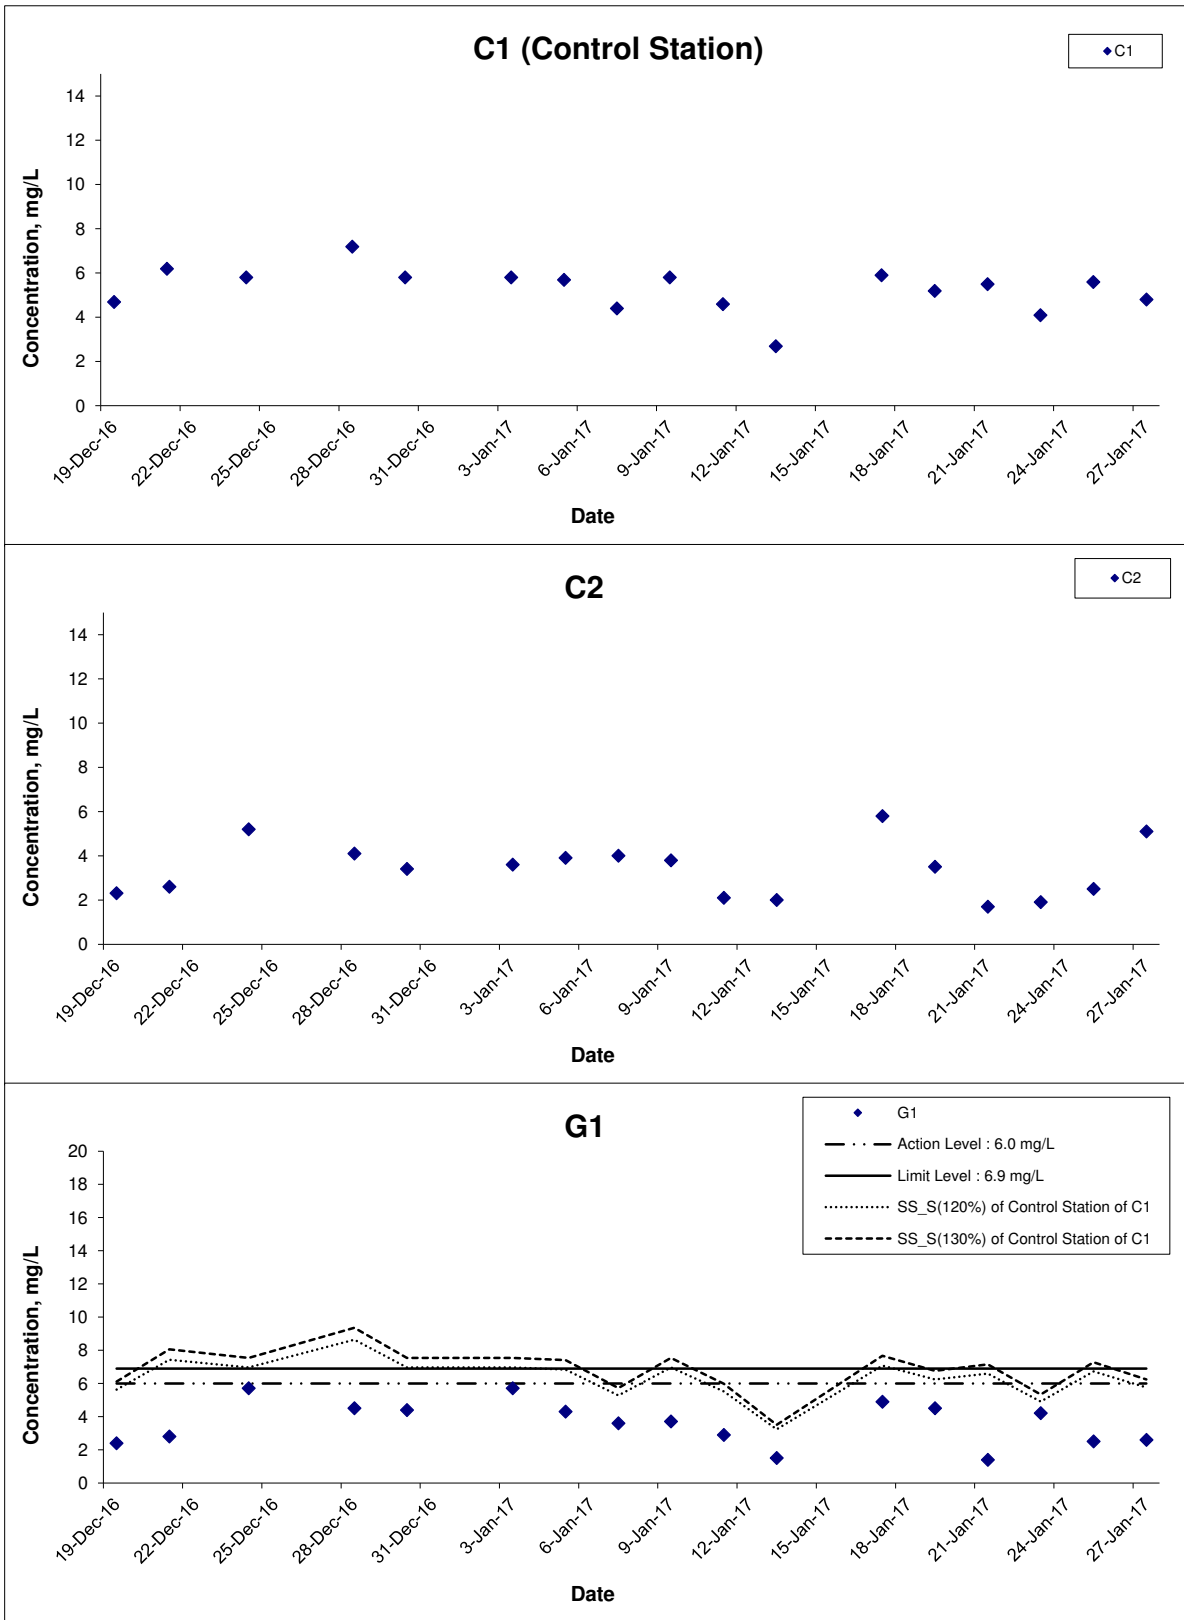 C1 (Control Station)
C1
Concentration, mg/L
14
12
10
8
6
4
2
0
19-Dec-16
22-Dec-16
25-Dec-16
28-Dec-16
31-Dec-16
3-Jan-17
6-Jan-17
9-Jan-17
12-Jan-17
15-Jan-17
18-Jan-17
21-Jan-17
24-Jan-17
27-Jan-17
Date
C2
C2
Concentration, mg/L
14
12
10
8
6
4
2
0
19-Dec-16
22-Dec-16
25-Dec-16
28-Dec-16
31-Dec-16
3-Jan-17
6-Jan-17
9-Jan-17
12-Jan-17
15-Jan-17
18-Jan-17
21-Jan-17
24-Jan-17
27-Jan-17
Date
G1
G1
Action Level : 6.0 mg/L
Limit Level : 6.9 mg/L
SS_S(120%) of Control Station of C1
SS_S(130%) of Control Station of C1
Concentration, mg/L
20
18
16
14
12
10
8
6
4
2
0
19-Dec-16
22-Dec-16
25-Dec-16
28-Dec-16
31-Dec-16
3-Jan-17
6-Jan-17
9-Jan-17
12-Jan-17
15-Jan-17
18-Jan-17
21-Jan-17
24-Jan-17
27-Jan-17
Date